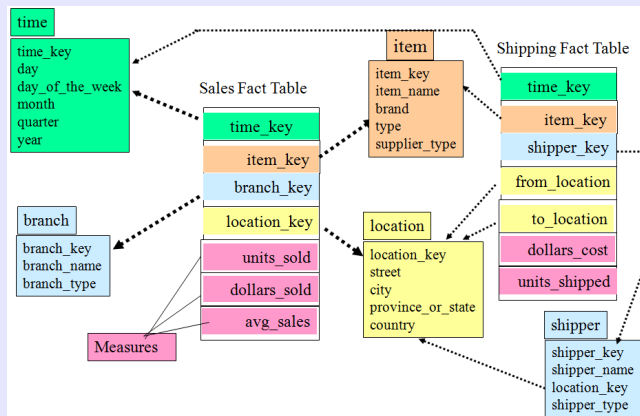 time
time_key
day
day_of_the_week
month
quarter
year
Sales Fact Table
time_key
item_key
branch_key
location_key
units_sold
dollars_sold
avg_sales
Measures
branch
branch_key
branch_name
branch_type
item
item_key
item_name
brand
type
supplier_type
location
location_key
street
city
province_or_state
country
Shipping Fact Table
time_key
item_key
shipper_key
from_location
to_location
dollars_cost
units_shipped
shipper
shipper_key
shipper_name
location_key
shipper_type